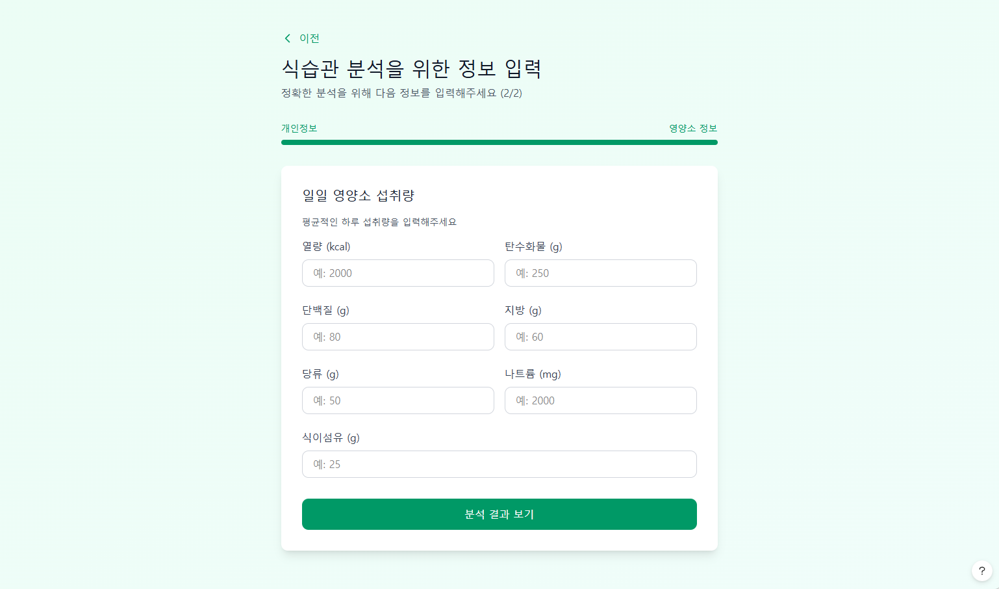 이전
식습관 분석을 위한 정보 입력
정확한 분석을 위해 다음 정보를 입력해주세요 (2/2)
개인정보 영양소 정보
일일 영양소 섭취량
평균적인 하루 섭취량을 입력해주세요
열량 (kcal) 탄수화물 (g)
예: 2000 예: 250
단백질 (g) 지방 (g)
예: 80 예: 60
당류 (g) 나트륨 (mg)
예: 50 예: 2000
식이섬유 (g)
예: 25
분석 결과 보기
?